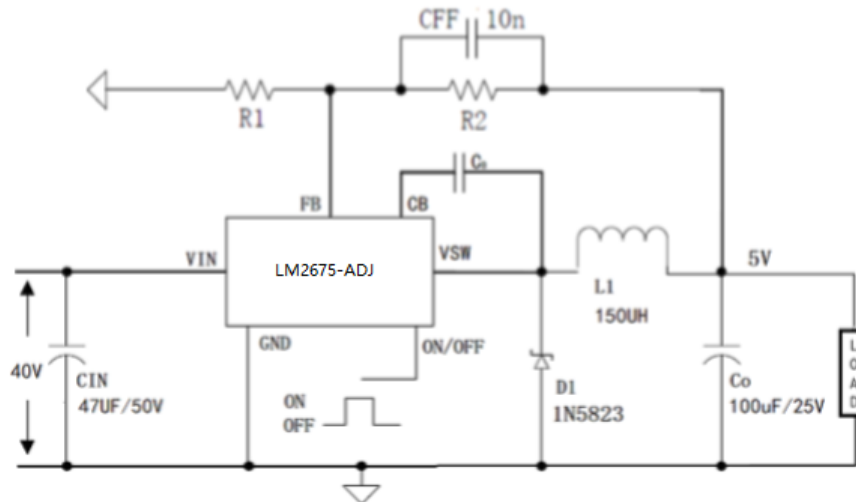 CFF 10n
R1
R2
FB
CB
VIN
LM2675-ADJ
VSW
5V
L1
150UH
GND
ON/OFF
40V
CIN
47UF/50V
ON
OFF
D1
1N5823
Co
100uF/25V
LOAD